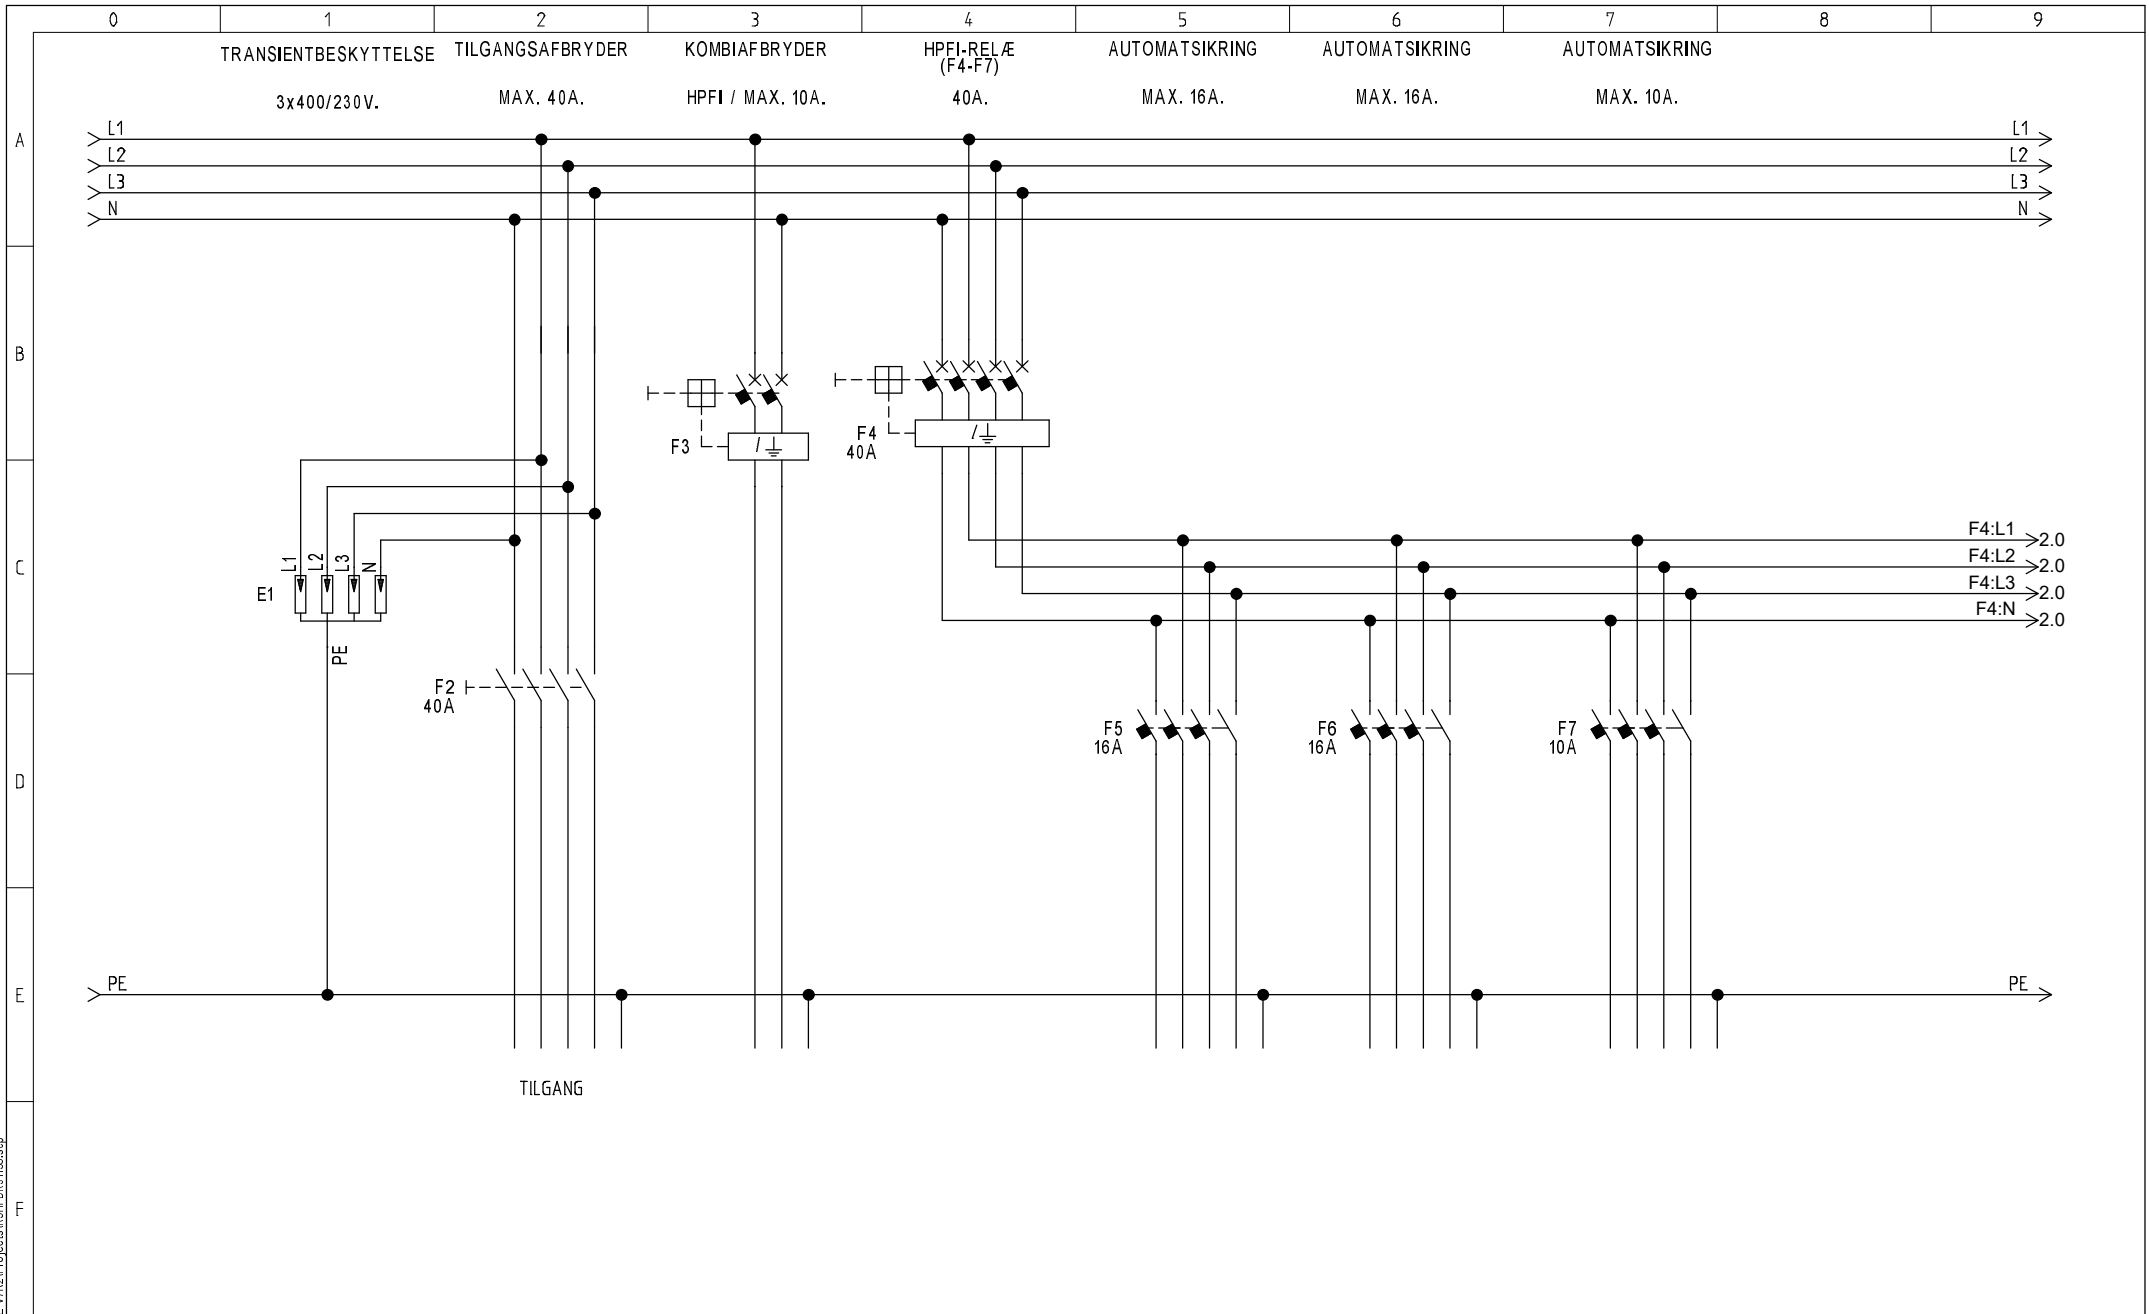 0 1 2 3 4 5 6 7 8 9
TRANSIENTBESKYTTELSE TILGANGSAFBRYDER KOMBIAFBRYDER HPFI-RELÆ AUTOMATSIKRING AUTOMATSIKRING AUTOMATSIKRING
(F4-F7)
3x400/230V. MAX. 40A. HPFI / MAX. 10A. 40A. MAX. 16A. MAX. 16A. MAX. 10A.
A
L1 L1
L2 L2
L3 L3
N N
B
F3 I
F4 I
40A
C
F4:L1 2.0
F4:L2 2.0
F4:L3 2.0
F4:N 2.0
L1 L2 L3 N
E1
PE
F2
40A
F5 F6 F7
16A 16A 10A
D
E
PE PE
TILGANG
F